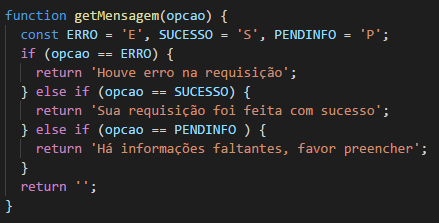 function getMensagem(opcao) {
  const ERRO = 'E', SUCESSO = 'S', PENDINFO = 'P';
  if (opcao == ERRO) {
    return 'Houve erro na requisição';
  } else if (opcao == SUCESSO) {
    return 'Sua requisição foi feita com sucesso';
  } else if (opcao == PENDINFO ) {
    return 'Há informações faltantes, favor preencher';
  }
  return '';
}